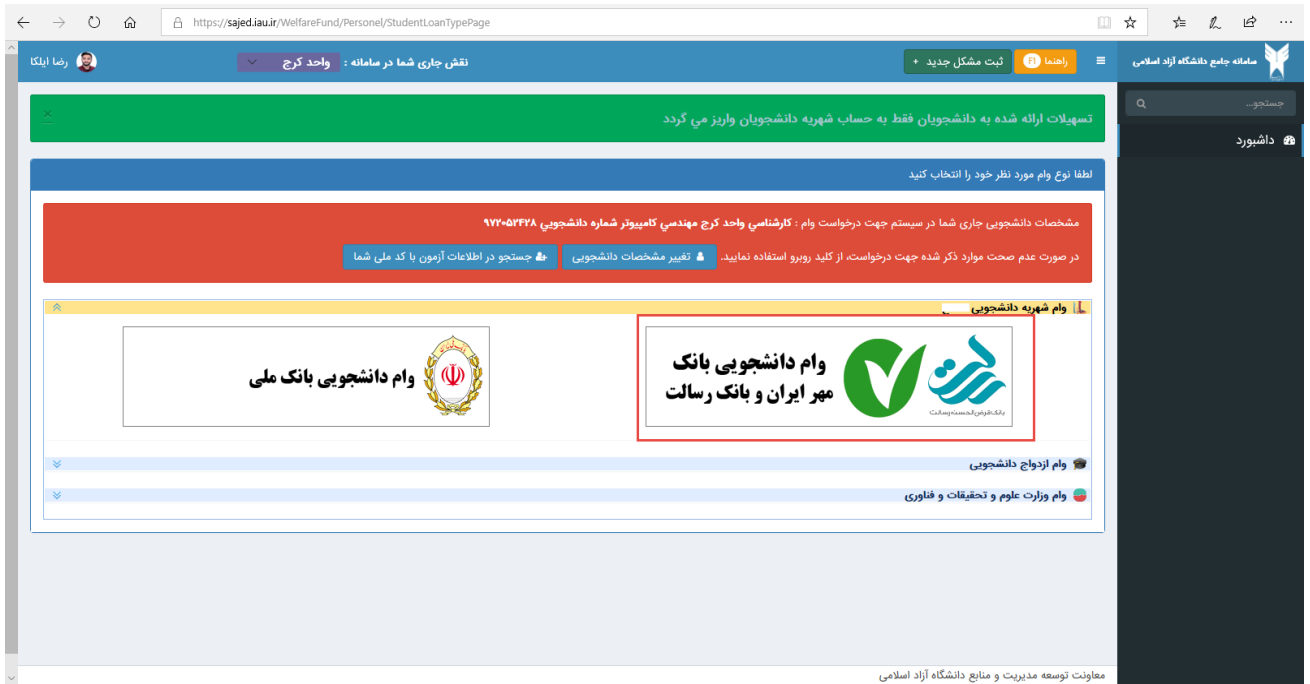 https://sajed.iau.ir/WelfareFund/Personel/StudentLoanTypePage
سامانه جامع دانشگاه آزاد اسلامی
راهنما F1
ثبت مشکل جدید +
نقش جاری شما در سامانه : واحد کرج
رضا ایلکا
جستجو...
داشبورد
تسهیلات ارائه شده به دانشجویان فقط به حساب شهریه دانشجویان واریز مي گردد
لطفا نوع وام مورد نظر خود را انتخاب کنید
مشخصات دانشجویی جاری شما در سیستم جهت درخواست وام : کارشناسي واحد کرج مهندسي کامپیوتر شماره دانشجویي ۹۷۲۰۵۲۴۲۸
در صورت عدم صحت موارد ذکر شده جهت درخواست، از کلید روبرو استفاده نمایید. تغییر مشخصات دانشجویی جستجو در اطلاعات آزمون با کد ملی شما
وام شهریه دانشجویی
وام دانشجویی بانک
مهر ایران و بانک رسالت
بانک قرض‌الحسنه رسالت
وام دانشجویی بانک ملی
وام ازدواج دانشجویی
وام وزارت علوم و تحقیقات و فناوری
معاونت توسعه مدیریت و منابع دانشگاه آزاد اسلامی